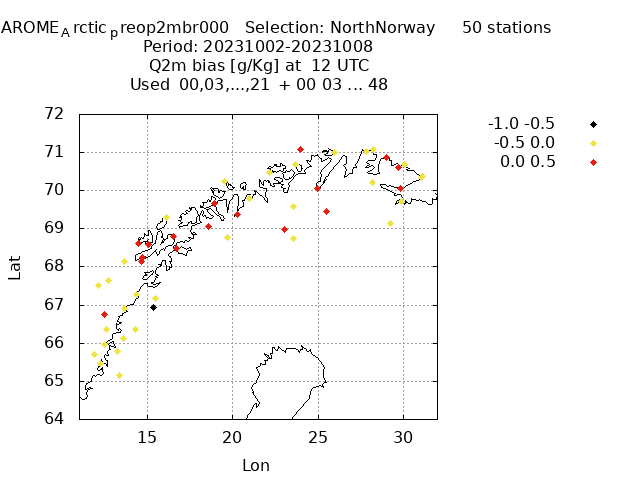 AROME_Arctic_preop2mbr000 Selection: NorthNorway 50 stations
Period: 20231002-20231008
Q2m bias [g/Kg] at 12 UTC
Used 00,03,...,21 + 00 03 ... 48
-1.0 -0.5
-0.5 0.0
0.0 0.5
72
71
70
69
68
67
66
65
64
Lat
15 20 25 30
Lon